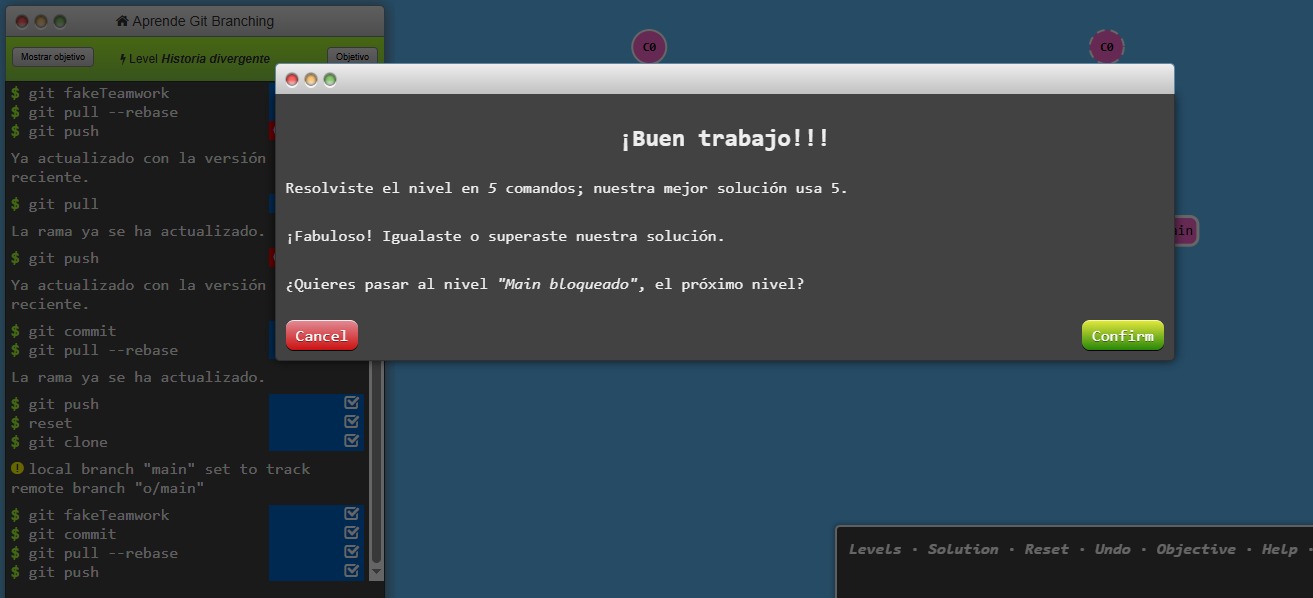 Aprende Git Branching
Mostrar objetivo
Level Historia divergente
Objetivo
C0
C0
$ git fakeTeamwork
$ git pull --rebase
$ git push
Ya actualizado con la versión
reciente.
$ git pull
La rama ya se ha actualizado.
$ git push
Ya actualizado con la versión
reciente.
$ git commit
$ git pull --rebase
La rama ya se ha actualizado.
$ git push
$ reset
$ git clone
local branch "main" set to track
remote branch "o/main"
$ git fakeTeamwork
$ git commit
$ git pull --rebase
$ git push
¡Buen trabajo!!!
Resolviste el nivel en 5 comandos; nuestra mejor solución usa 5.
¡Fabuloso! Igualaste o superaste nuestra solución.
¿Quieres pasar al nivel "Main bloqueado", el próximo nivel?
Cancel
Confirm
Levels · Solution · Reset · Undo · Objective · Help ·